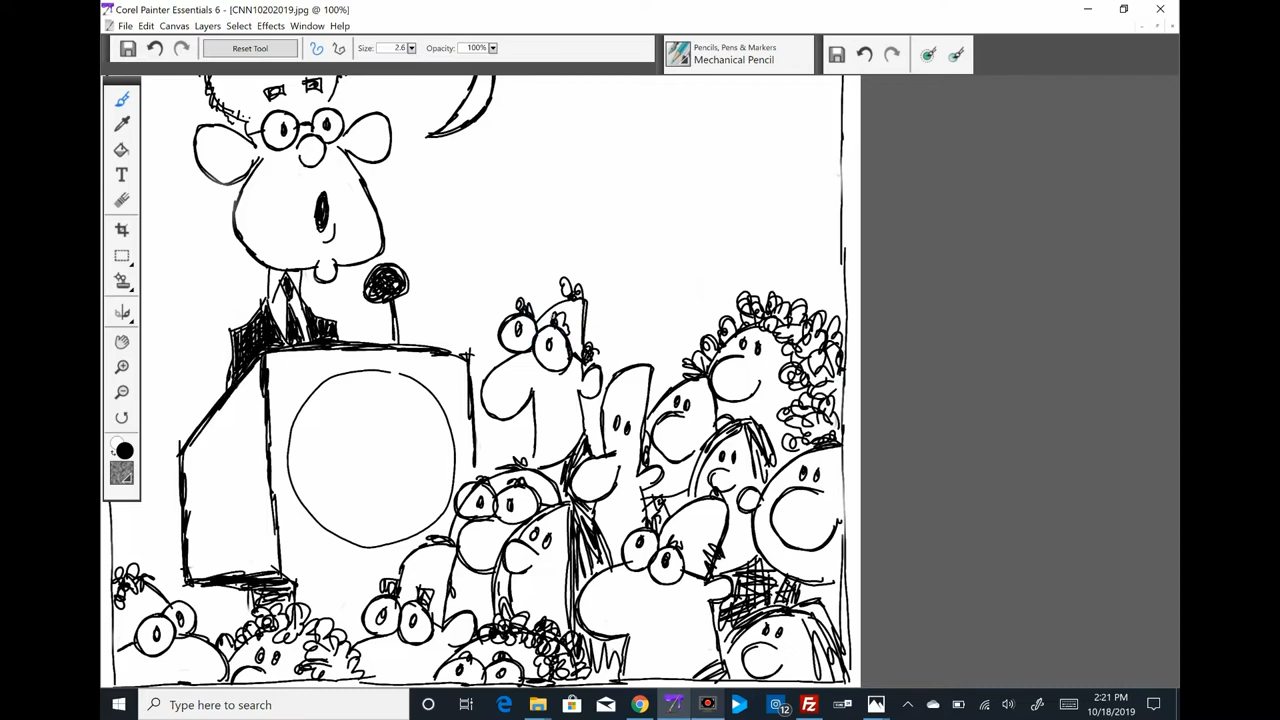 Corel Painter Essentials 6 - [CNN10202019.jpg @ 100%]
File Edit Canvas Layers Select Effects Window Help
Reset Tool Size: 2.6 Opacity: 100% Pencils, Pens & Markers
Mechanical Pencil
T
Type here to search
12
2:21 PM
10/18/2019